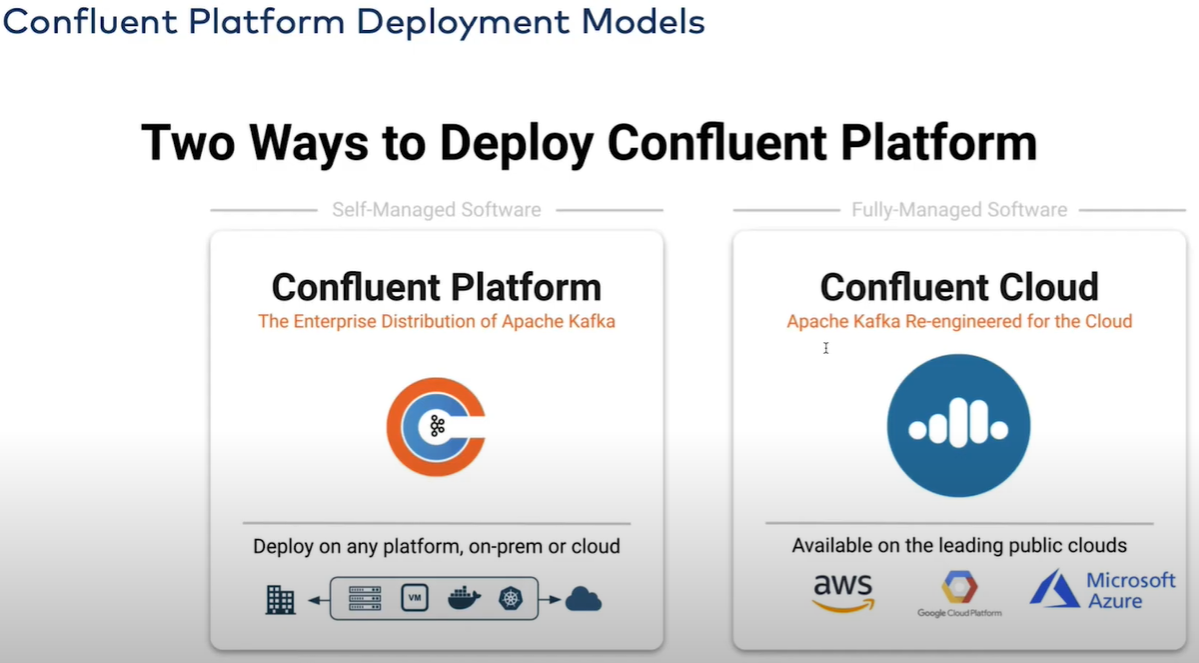 Confluent Platform Deployment Models
Two Ways to Deploy Confluent Platform
Self-Managed Software
Confluent Platform
The Enterprise Distribution of Apache Kafka
Deploy on any platform, on-prem or cloud
VM
Fully-Managed Software
Confluent Cloud
Apache Kafka Re-engineered for the Cloud
Available on the leading public clouds
aws
Google Cloud Platform
Microsoft
Azure